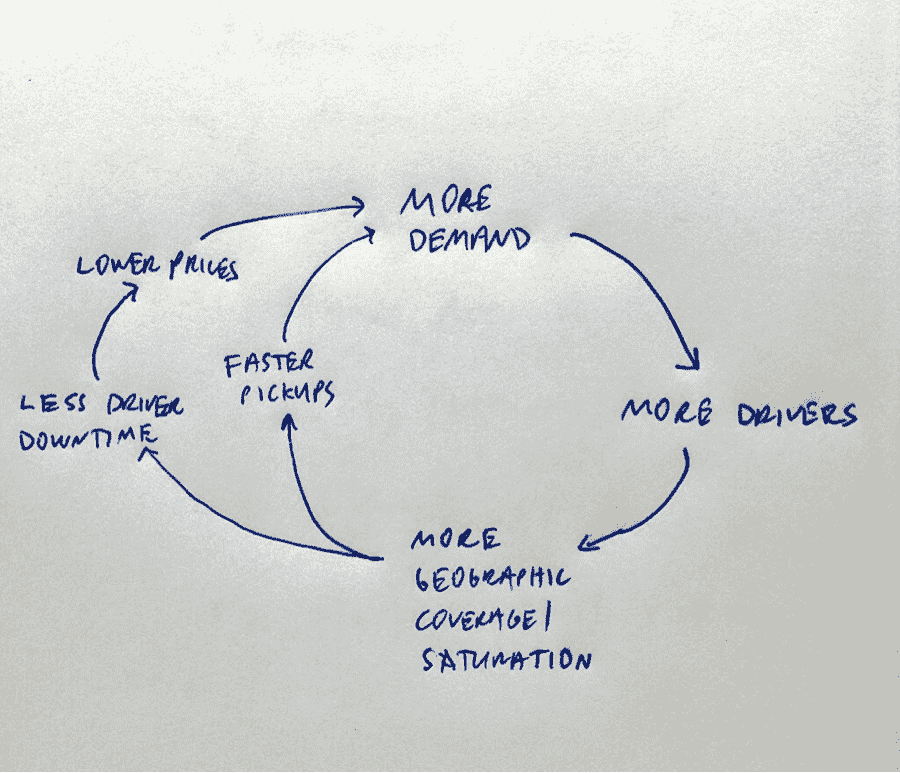 MORE
DEMAND
LOWER PRICES
FASTER
PICKUPS
LESS DRIVER
DOWNTIME
MORE DRIVERS
MORE
GEOGRAPHIC
COVERAGE/
SATURATION